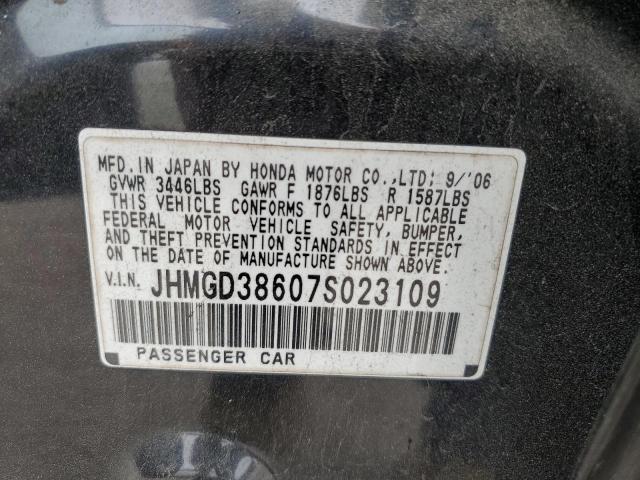 MFD. IN JAPAN BY HONDA MOTOR CO.,LTD; 9/'06
GVWR 3446LBS GAWR F 1876LBS R 1587LBS
THIS VEHICLE CONFORMS TO ALL APPLICABLE
FEDERAL MOTOR VEHICLE SAFETY, BUMPER,
AND THEFT PREVENTION STANDARDS IN EFFECT
ON THE DATE OF MANUFACTURE SHOWN ABOVE.
V.I.N. JHMGD38607S023109
PASSENGER CAR